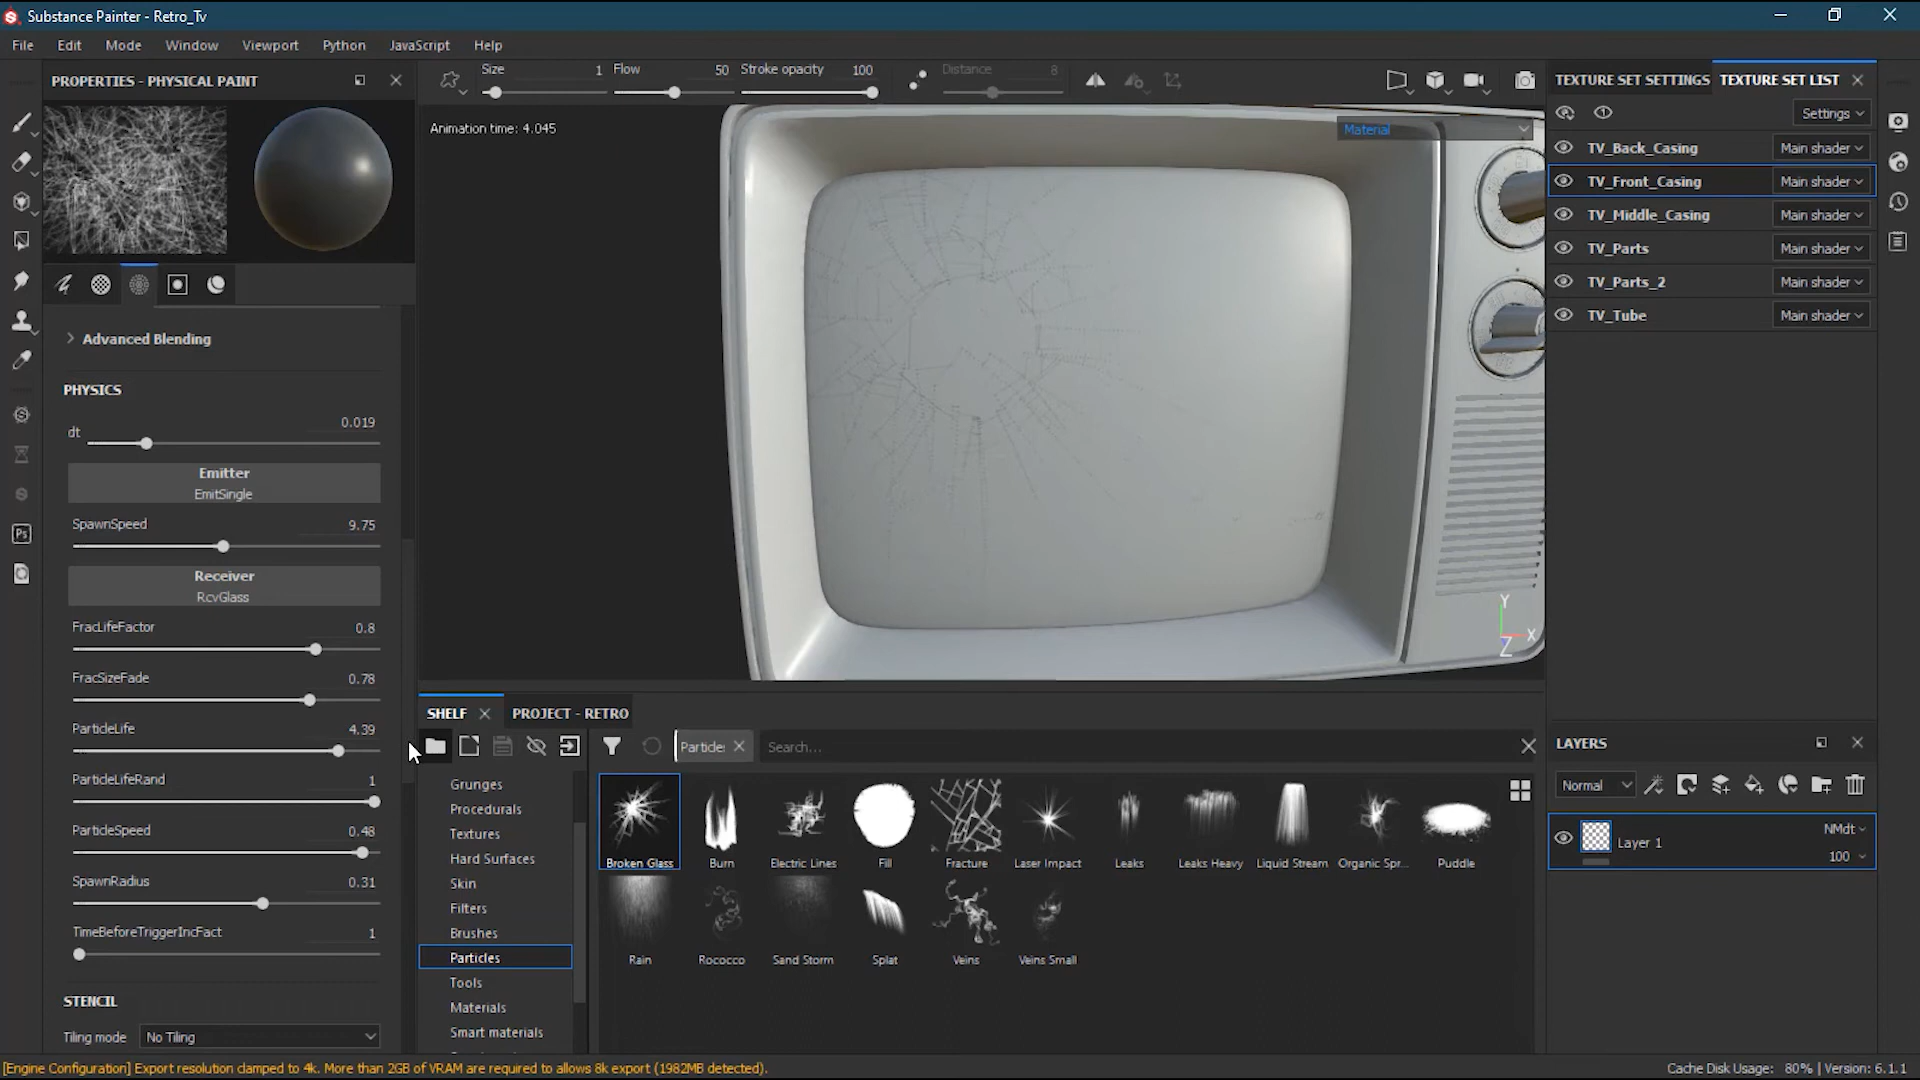 Substance Painter - Retro_Tv
File Edit Mode Window Viewport Python JavaScript Help
PROPERTIES - PHYSICAL PAINT
Size 1 Flow 50 Stroke opacity 100 Distance 8
TEXTURE SET SETTINGS TEXTURE SET LIST
Settings
Animation time: 4.045
Material
TV_Back_Casing Main shader
TV_Front_Casing Main shader
TV_Middle_Casing Main shader
TV_Parts Main shader
TV_Parts_2 Main shader
TV_Tube Main shader
Advanced Blending
PHYSICS
dt 0.019
Emitter
EmitSingle
SpawnSpeed 9.75
Receiver
RcvGlass
FracLifeFactor 0.8
FracSizeFade 0.78
ParticleLife 4.39
ParticleLifeRand 1
ParticleSpeed 0.48
SpawnRadius 0.31
TimeBeforeTriggerIncFact 1
STENCIL
Tiling mode No Tiling
Ps
Y
X
Z
SHELF PROJECT - RETRO
Particle: Search...
Grunges
Procedurals
Textures
Hard Surfaces
Skin
Filters
Brushes
Particles
Tools
Materials
Smart materials
Broken Glass Burn Electric Lines Fill Fracture Laser Impact Leaks Leaks Heavy Liquid Stream Organic Spr... Puddle
Rain Rococco Sand Storm Splat Veins Veins Small
LAYERS
Normal
Layer 1 NMdt
100
[Engine Configuration] Export resolution clamped to 4k. More than 2GB of VRAM are required to allows 8k export (1982MB detected).
Cache Disk Usage: 80% | Version: 6.1.1